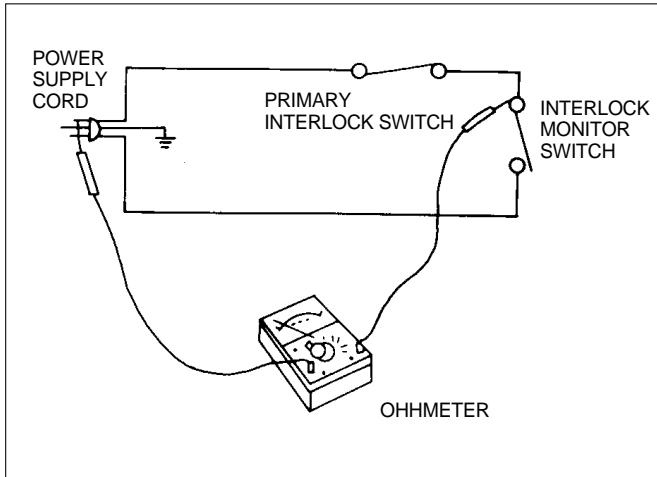 POWER
SUPPLY
CORD
PRIMARY
INTERLOCK SWITCH
INTERLOCK
MONITOR
SWITCH
OHHMETER